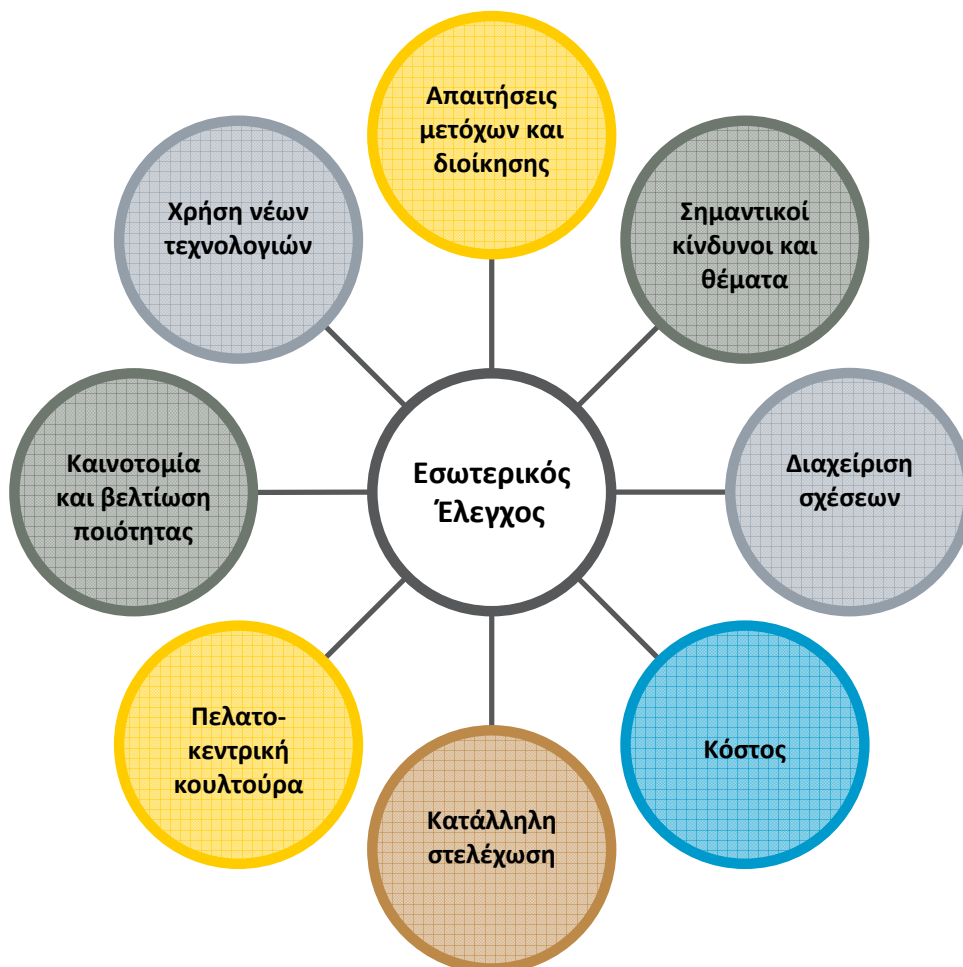 Απαιτήσεις
μετόχων και
διοίκησης
Σημαντικοί
κίνδυνοι και
θέματα
Διαχείριση
σχέσεων
Κόστος
Κατάλληλη
στελέχωση
Πελατο-
κεντρική
κουλτούρα
Καινοτομία
και βελτίωση
ποιότητας
Χρήση νέων
τεχνολογιών
Εσωτερικός
Έλεγχος